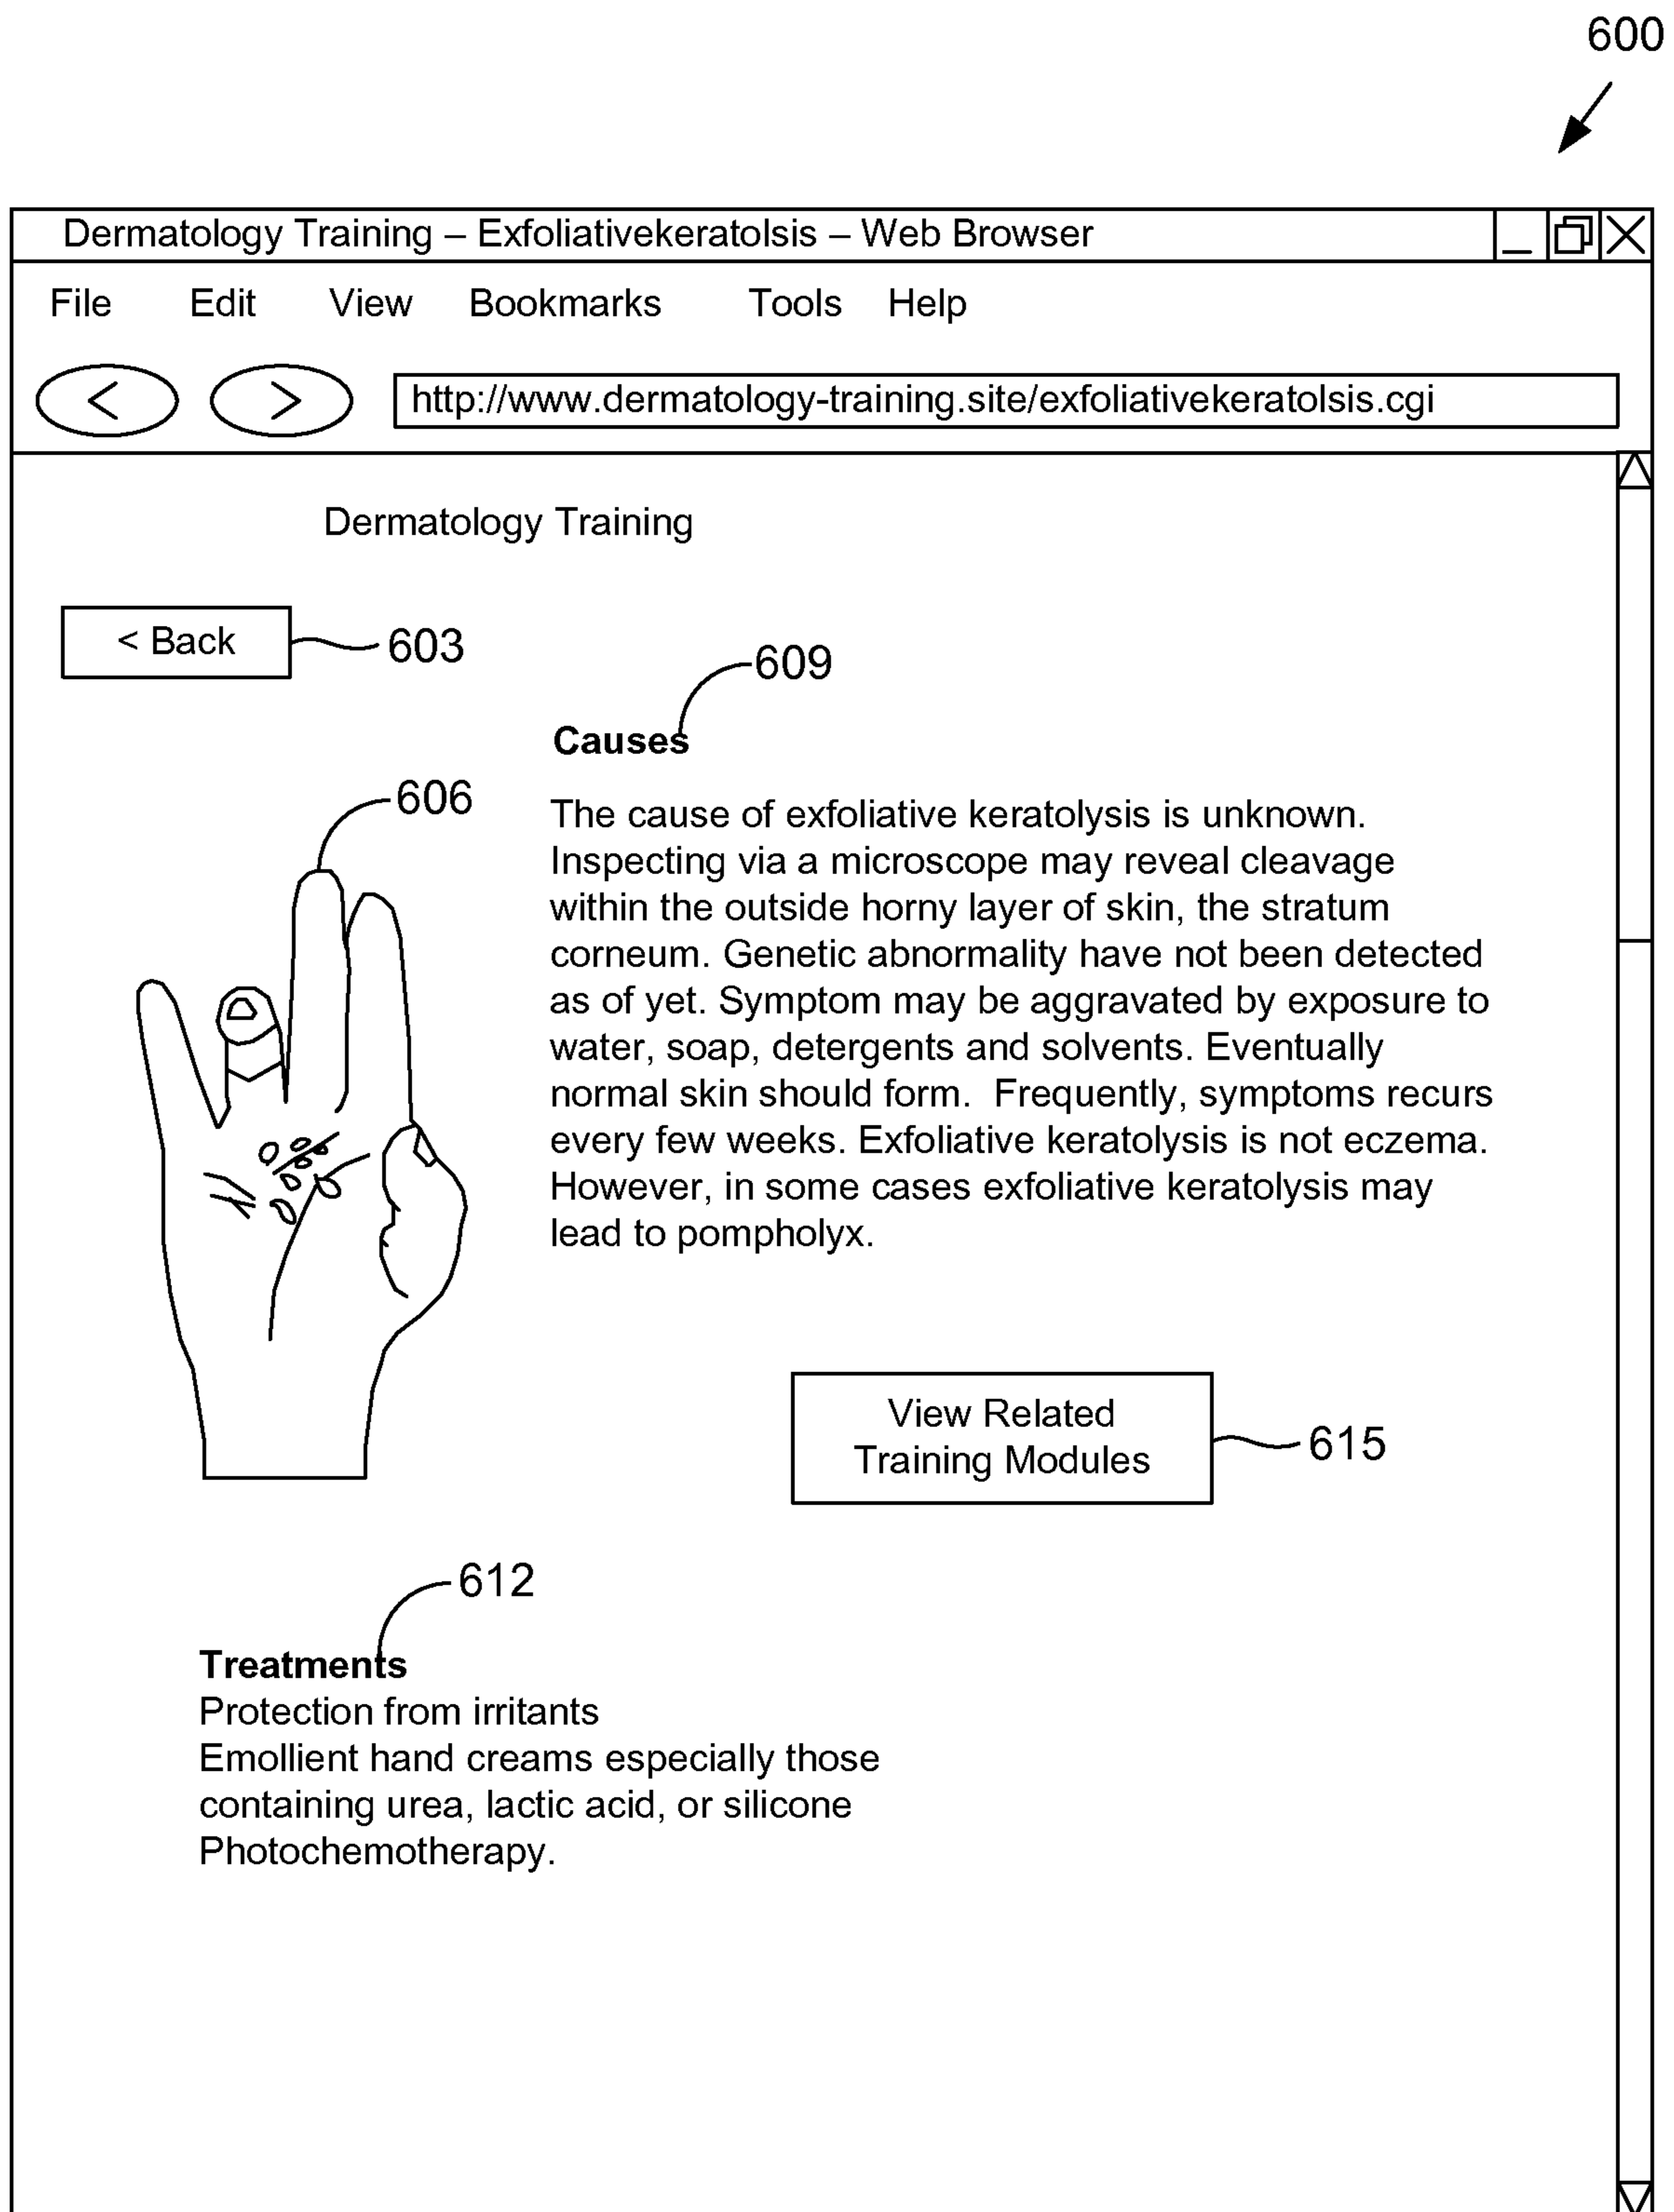 600
Dermatology Training – Exfoliativekeratolsis – Web Browser
File Edit View Bookmarks Tools Help
< >
http://www.dermatology-training.site/exfoliativekeratolsis.cgi
Dermatology Training
< Back
603
609
Causes
606
The cause of exfoliative keratolysis is unknown.
Inspecting via a microscope may reveal cleavage
within the outside horny layer of skin, the stratum
corneum. Genetic abnormality have not been detected
as of yet. Symptom may be aggravated by exposure to
water, soap, detergents and solvents. Eventually
normal skin should form.  Frequently, symptoms recurs
every few weeks. Exfoliative keratolysis is not eczema.
However, in some cases exfoliative keratolysis may
lead to pompholyx.
View Related
Training Modules
615
612
Treatments
Protection from irritants
Emollient hand creams especially those
containing urea, lactic acid, or silicone
Photochemotherapy.